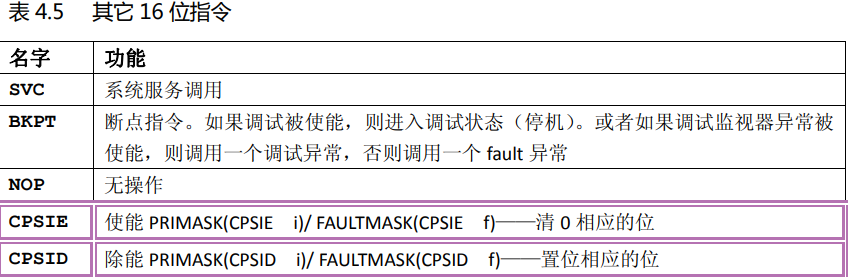 表 4.5 其它 16 位指令
名字 功能
SVC 系统服务调用
BKPT 断点指令。如果调试被使能，则进入调试状态（停机）。或者如果调试监视器异常被
使能，则调用一个调试异常，否则调用一个 fault 异常
NOP 无操作
CPSIE 使能 PRIMASK(CPSIE i)/ FAULTMASK(CPSIE f)——清 0 相应的位
CPSID 除能 PRIMASK(CPSID i)/ FAULTMASK(CPSID f)——置位相应的位